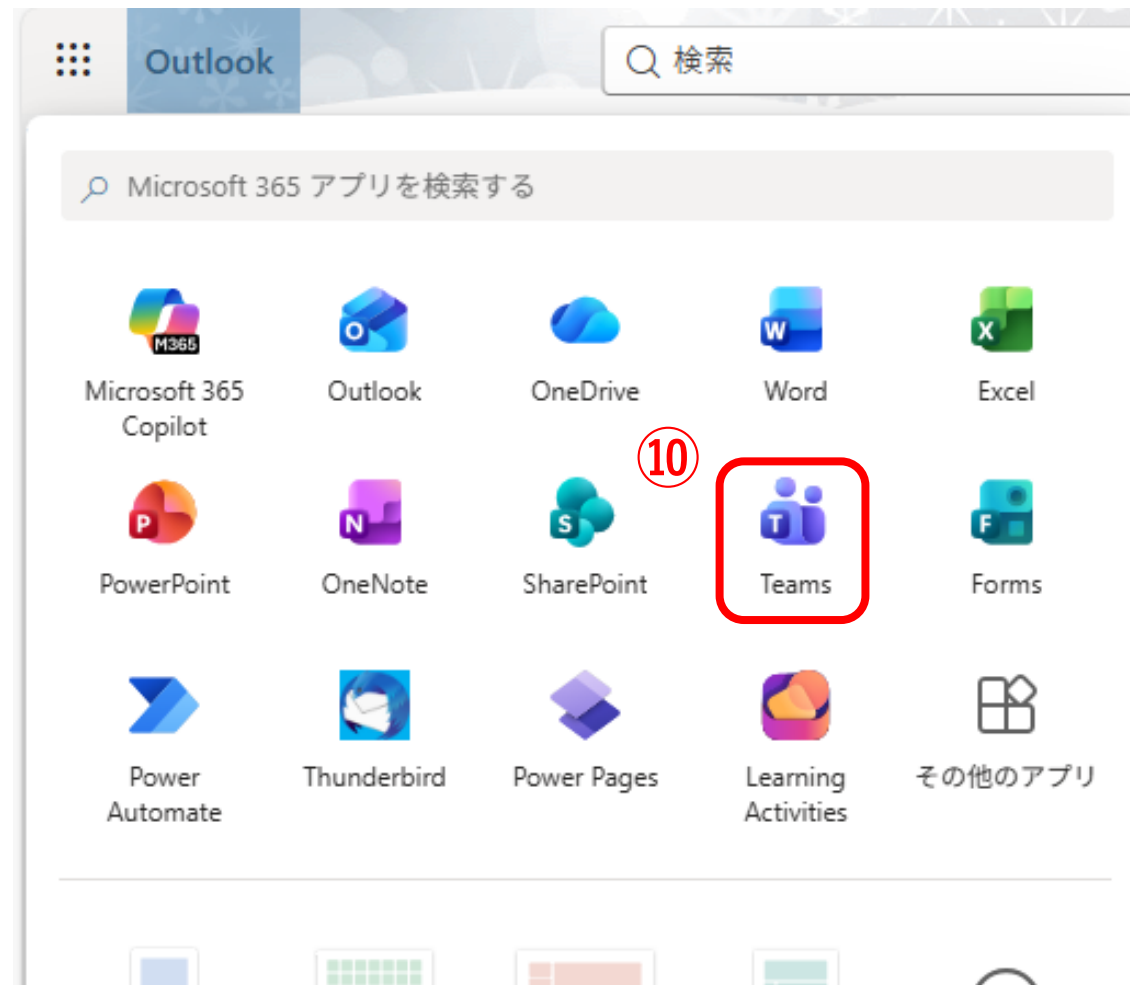 Outlook
検索
Microsoft 365 アプリを検索する
M365
Microsoft 365
Copilot
O
Outlook
OneDrive
W
Word
X
Excel
⑩
P
PowerPoint
N
OneNote
S
SharePoint
T
Teams
F
Forms
Power
Automate
Thunderbird
Power Pages
Learning
Activities
その他のアプリ